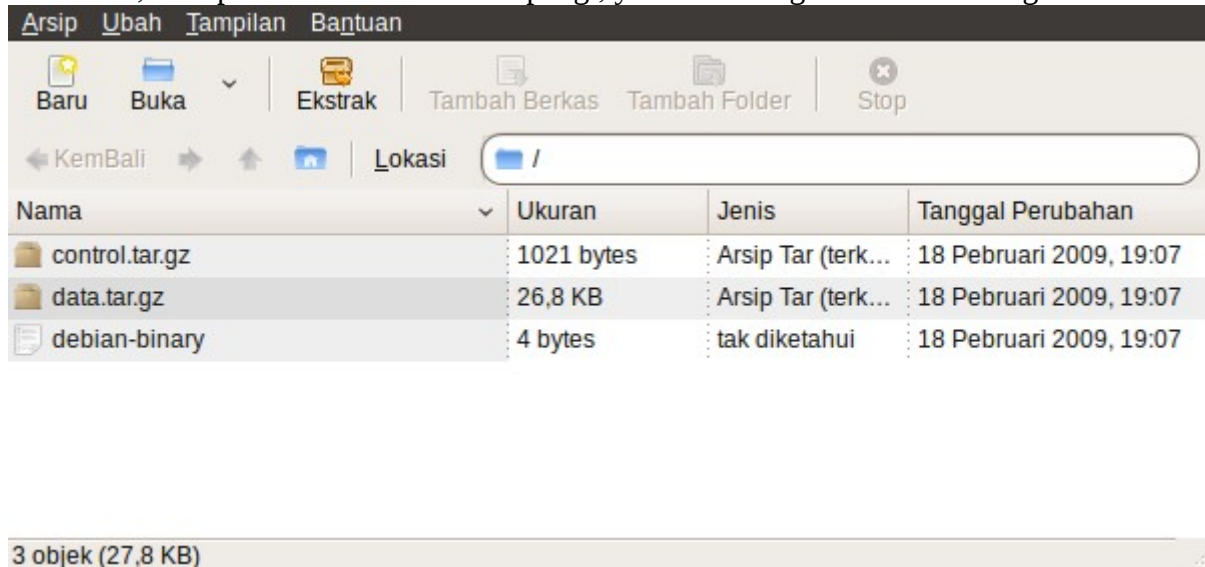 Arsip Ubah Tampilan Bantuan
Baru Buka Ekstrak Tambah Berkas Tambah Folder Stop
KemBali Lokasi /
Nama Ukuran Jenis Tanggal Perubahan
control.tar.gz 1021 bytes Arsip Tar (terk... 18 Pebruari 2009, 19:07
data.tar.gz 26,8 KB Arsip Tar (terk... 18 Pebruari 2009, 19:07
debian-binary 4 bytes tak diketahui 18 Pebruari 2009, 19:07
3 objek (27,8 KB)